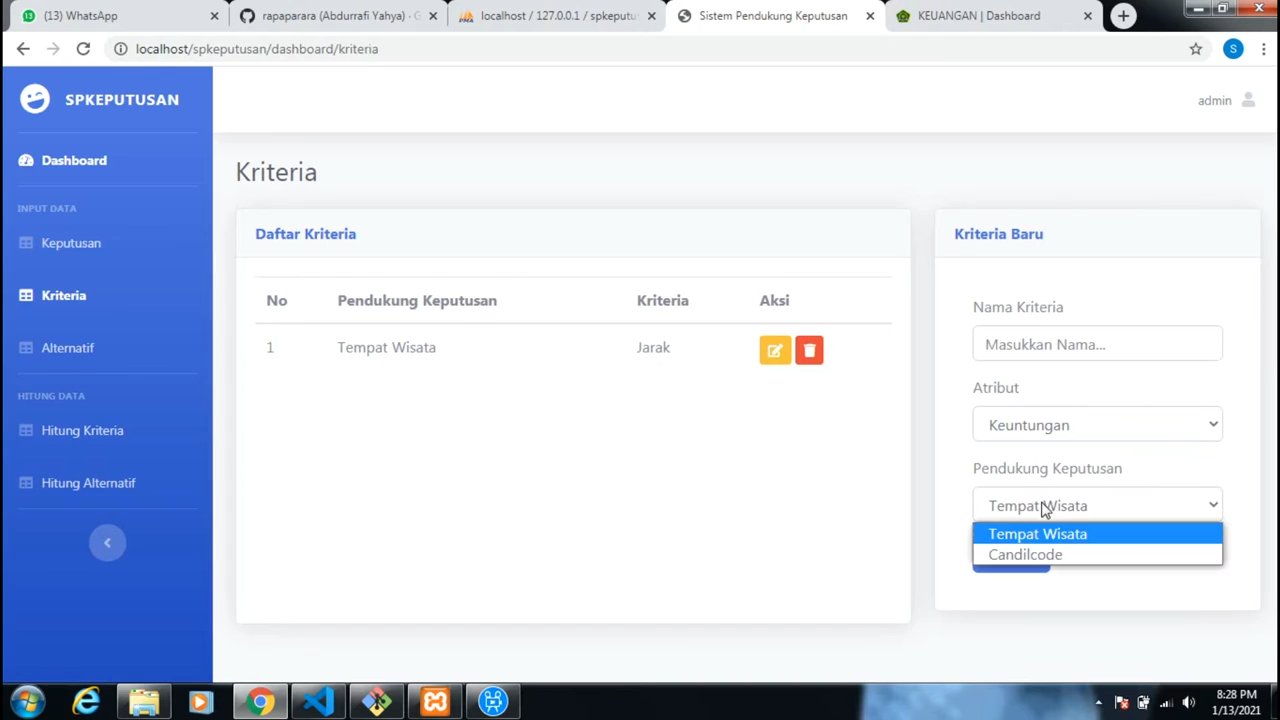 (13) WhatsApp
rapaparara (Abdurrafi Yahya) · G
localhost / 127.0.0.1 / spkeputus
Sistem Pendukung Keputusan
KEUANGAN | Dashboard
localhost/spkeputusan/dashboard/kriteria
S
SPKEPUTUSAN
admin
Dashboard
INPUT DATA
Keputusan
Kriteria
Alternatif
HITUNG DATA
Hitung Kriteria
Hitung Alternatif
Kriteria
Daftar Kriteria
No Pendukung Keputusan Kriteria Aksi
1 Tempat Wisata Jarak
Kriteria Baru
Nama Kriteria
Masukkan Nama...
Atribut
Keuntungan
Pendukung Keputusan
Tempat Wisata
Tempat Wisata
Candilcode
8:28 PM
1/13/2021